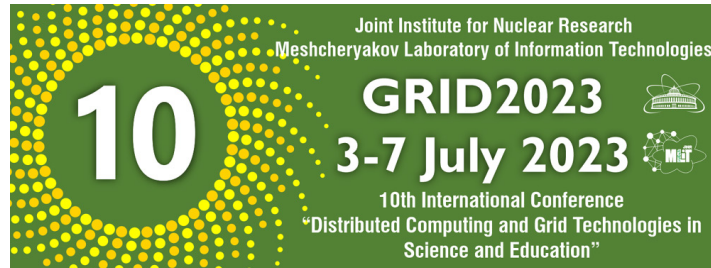 10
Joint Institute for Nuclear Research
Meshcheryakov Laboratory of Information Technologies
GRID2023
3-7 July 2023
MLIT
10th International Conference
“Distributed Computing and Grid Technologies in
Science and Education”